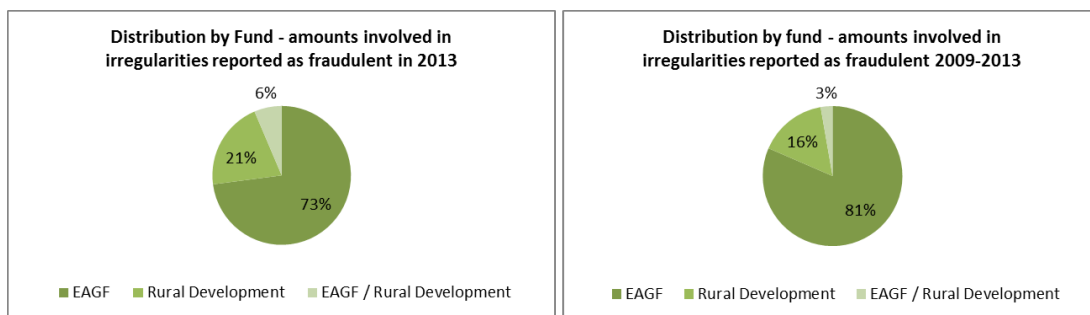 Distribution by Fund - amounts involved in
irregularities reported as fraudulent in 2013
6%
21%
73%
EAGF
Rural Development
EAGF / Rural Development
Distribution by fund - amounts involved in
irregularities reported as fraudulent 2009-2013
3%
16%
81%
EAGF
Rural Development
EAGF / Rural Development